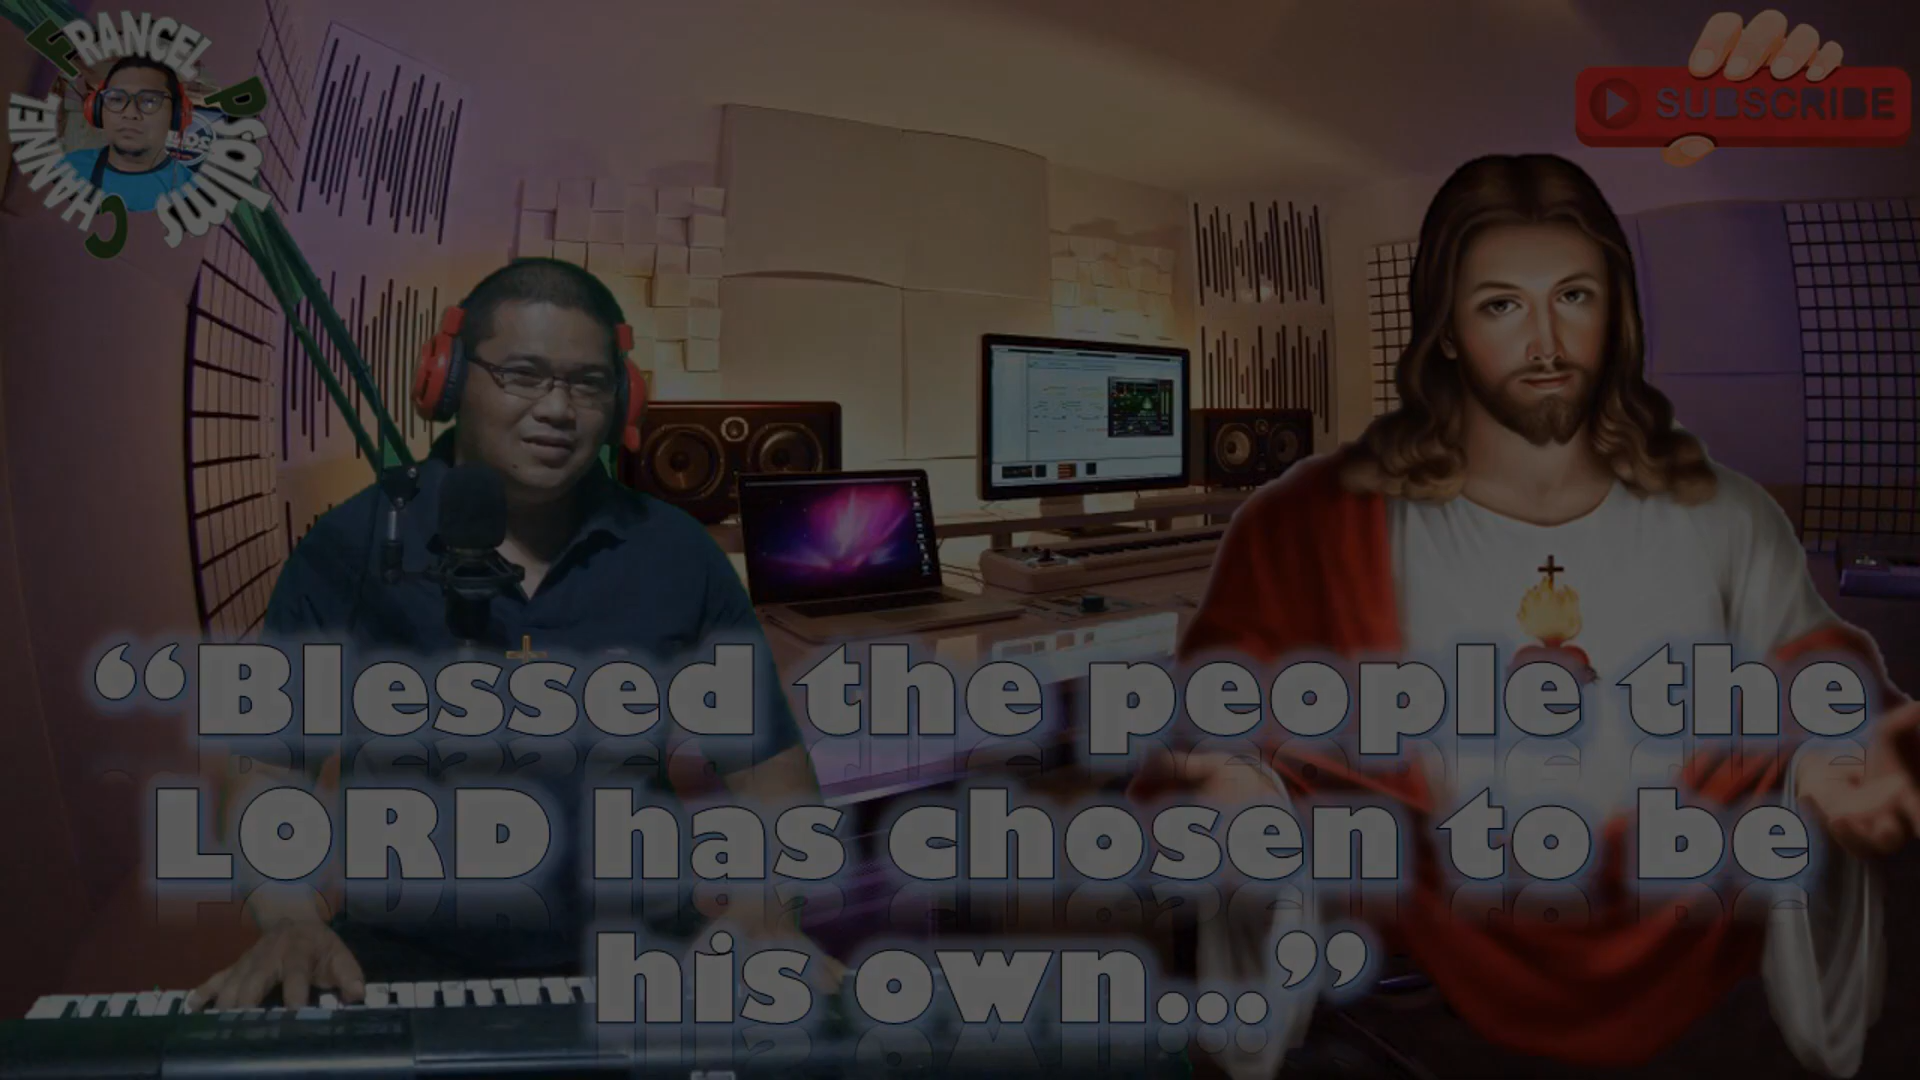 FRANCEL PSALMS CHANNEL
SUBSCRIBE
“Blessed the people the
LORD has chosen to be
his own...”